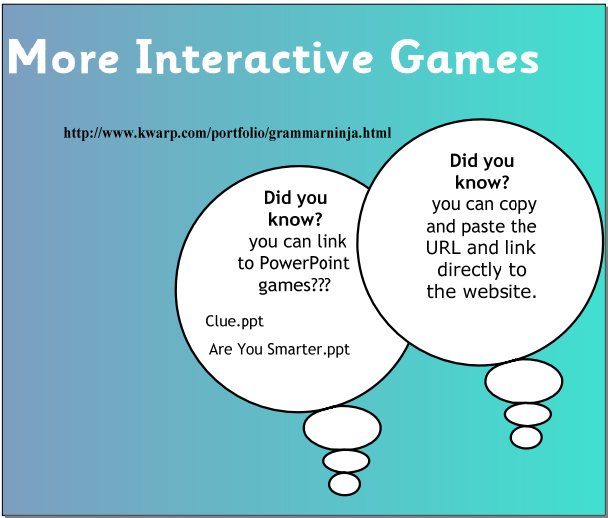 More Interactive Games
http://www.kwarp.com/portfolio/grammarninja.html
Did you
know?
you can link
to PowerPoint
games???
Clue.ppt
Are You Smarter.ppt
Did you
know?
you can copy
and paste the
URL and link
directly to
the website.